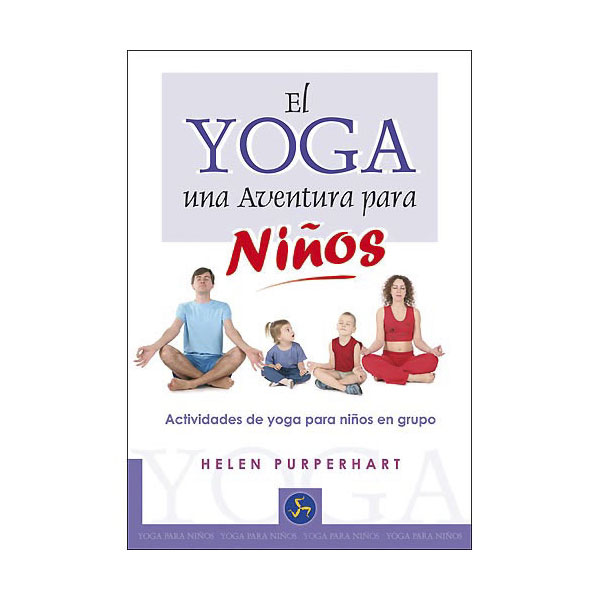 El
YOGA
una Aventura para
Niños
Actividades de yoga para niños en grupo
YOGA
HELEN PURPERHART
YOGA PARA NIÑOS YOGA PARA NIÑOS YOGA PARA NIÑOS YOGA PARA NIÑOS